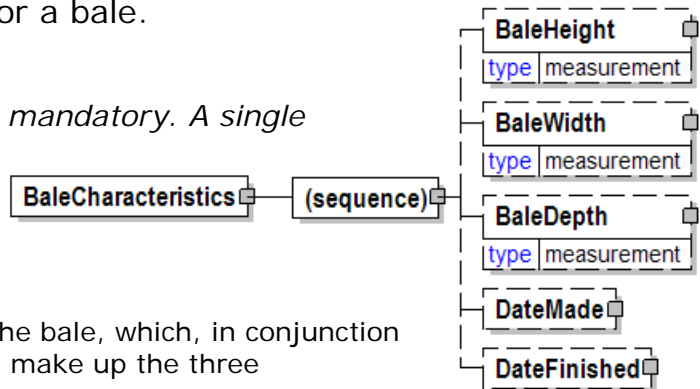 or a bale.
mandatory. A single
he bale, which, in conjunction
make up the three
BaleCharacteristics
(sequence)
BaleHeight
type measurement
BaleWidth
type measurement
BaleDepth
type measurement
DateMade
DateFinished